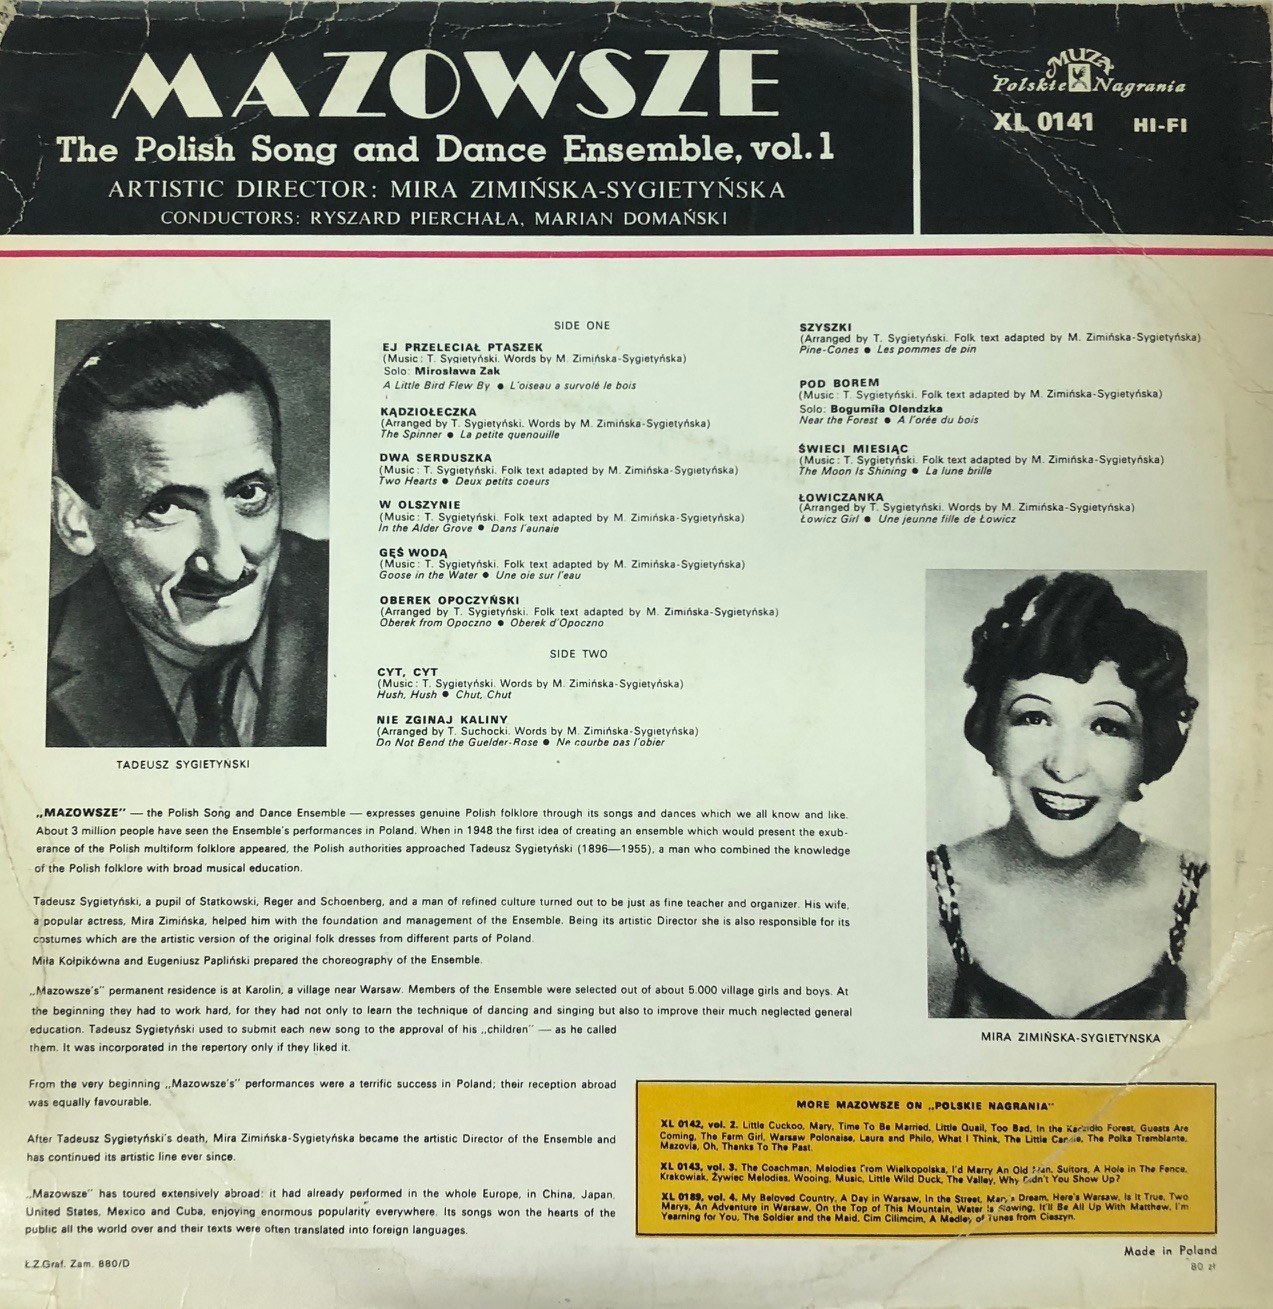 MAZOWSZE
The Polish Song and Dance Ensemble, vol. 1
ARTISTIC DIRECTOR: MIRA ZIMIŃSKA-SYGIETYŃSKA
CONDUCTORS: RYSZARD PIERCHAŁA, MARIAN DOMAŃSKI
MUZA
Polskie Nagrania
XL 0141 HI-FI
SIDE ONE
EJ PRZELECIAŁ PTASZEK
(Music: T. Sygietyński. Words by M. Zimińska-Sygietyńska)
Solo: Mirosława Żak
A Little Bird Flew By ● L'oiseau a survolé le bois
KĄDZIOŁECZKA
(Arranged by T. Sygietyński. Words by M. Zimińska-Sygietyńska)
The Spinner ● La petite quenouille
DWA SERDUSZKA
(Music: T. Sygietyński. Folk text adapted by M. Zimińska-Sygietyńska)
Two Hearts ● Deux petits coeurs
W OLSZYNIE
(Music: T. Sygietyński. Folk text adapted by M. Zimińska-Sygietyńska)
In the Alder Grove ● Dans l'aunaie
GĘŚ WODĄ
(Music: T. Sygietyński. Folk text adapted by M. Zimińska-Sygietyńska)
Goose in the Water ● Une oie sur l'eau
OBEREK OPOCZYŃSKI
(Arranged by T. Sygietyński. Folk text adapted by M. Zimińska-Sygietyńska)
Oberek from Opoczno ● Oberek d'Opoczno
SIDE TWO
CYT, CYT
(Music: T. Sygietyński. Words by M. Zimińska-Sygietyńska)
Hush, Hush ● Chut, Chut
NIE ZGINAJ KALINY
(Arranged by T. Suchocki. Words by M. Zimińska-Sygietyńska)
Do Not Bend the Guelder-Rose ● Ne courbe pas l'obier
SZYSZKI
(Arranged by T. Sygietyński. Folk text adapted by M. Zimińska-Sygietyńska)
Pine-Cones ● Les pommes de pin
POD BOREM
(Music: T. Sygietyński. Folk text adapted by M. Zimińska-Sygietyńska)
Solo: Bogumiła Olendzka
Near the Forest ● A l'orée du bois
ŚWIECI MIESIĄC
(Music: T. Sygietyński. Folk text adapted by M. Zimińska-Sygietyńska)
The Moon Is Shining ● La lune brille
ŁOWICZANKA
(Arranged by T. Sygietyński. Words by M. Zimińska-Sygietyńska)
Łowicz Girl ● Une jeunne fille de Łowicz
TADEUSZ SYGIETYŃSKI
„MAZOWSZE" — the Polish Song and Dance Ensemble — expresses genuine Polish folklore through its songs and dances which we all know and like.
About 3 million people have seen the Ensemble's performances in Poland. When in 1948 the first idea of creating an ensemble which would present the exub-
erance of the Polish multiform folklore appeared, the Polish authorities approached Tadeusz Sygietyński (1896—1955), a man who combined the knowledge
of the Polish folklore with broad musical education.
Tadeusz Sygietyński, a pupil of Statkowski, Reger and Schoenberg, and a man of refined culture turned out to be just as fine teacher and organizer. His wife,
a popular actress, Mira Zimińska, helped him with the foundation and management of the Ensemble. Being its artistic Director she is also responsible for its
costumes which are the artistic version of the original folk dresses from different parts of Poland.
Miła Kołpikówna and Eugeniusz Papliński prepared the choreography of the Ensemble.
„Mazowsze's" permanent residence is at Karolin, a village near Warsaw. Members of the Ensemble were selected out of about 5.000 village girls and boys. At
the beginning they had to work hard, for they had not only to learn the technique of dancing and singing but also to improve their much neglected general
education. Tadeusz Sygietyński used to submit each new song to the approval of his „children" — as he called
them. It was incorporated in the repertory only if they liked it.
From the very beginning „Mazowsze's" performances were a terrific success in Poland; their reception abroad
was equally favourable.
After Tadeusz Sygietyński's death, Mira Zimińska-Sygietyńska became the artistic Director of the Ensemble and
has continued its artistic line ever since.
„Mazowsze" has toured extensively abroad: it had already performed in the whole Europe, in China, Japan,
United States, Mexico and Cuba, enjoying enormous popularity everywhere. Its songs won the hearts of the
public all the world over and their texts were often translated into foreign languages.
Ł.Z.Graf. Zam. 880/D
MIRA ZIMIŃSKA-SYGIETYNSKA
MORE MAZOWSZE ON „POLSKIE NAGRANIA"
XL 0142, vol. 2. Little Cuckoo, Mary, Time To Be Married, Little Quail, Too Bad, In the Forest, Guests Are
Coming, The Farm Girl, Warsaw Polonaise, Laura and Philo, What I Think, The Little The Polka Tremblante,
Mazovia, Oh, Thanks To The Past.
XL 0143, vol. 3. The Coachman, Melodies From Wielkopolska, I'd Marry An Old Man, Suitors, A Hole in The Fence,
Krakowiak, Żywiec Melodies, Wooing, Music, Little Wild Duck, The Valley, Why Didn't You Show Up?
XL 0189, vol. 4. My Beloved Country, A Day in Warsaw, In the Street, Mary's Dream, Here's Warsaw, Is It True, Two
Marys, An Adventure in Warsaw, On the Top of This Mountain, Water Is Flowing, It'll Be All Up With Matthew, I'm
Yearning for You, The Soldier and the Maid, Cim Cilimcim, A Medley of Tunes from Cieszyn.
Made in Poland
80 zł